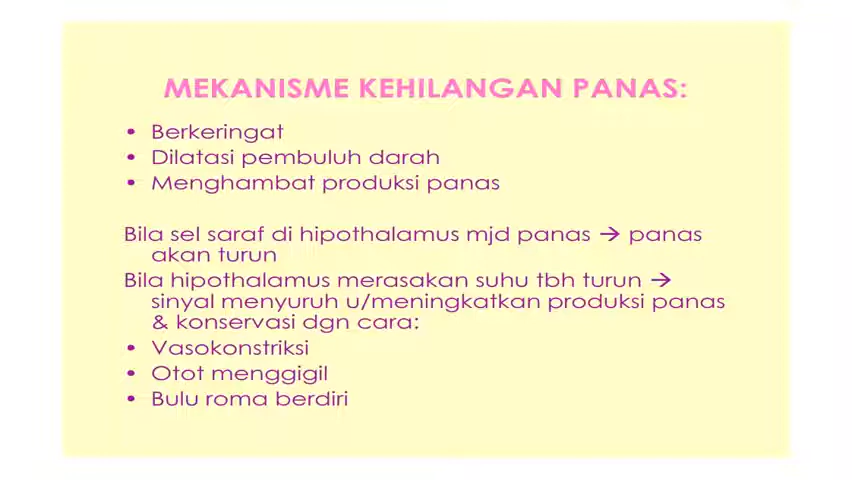 MEKANISME KEHILANGAN PANAS:
• Berkeringat
• Dilatasi pembuluh darah
• Menghambat produksi panas
Bila sel saraf di hipothalamus mjd panas → panas
akan turun
Bila hipothalamus merasakan suhu tbh turun →
sinyal menyuruh u/meningkatkan produksi panas
& konservasi dgn cara:
• Vasokonstriksi
• Otot menggigil
• Bulu roma berdiri